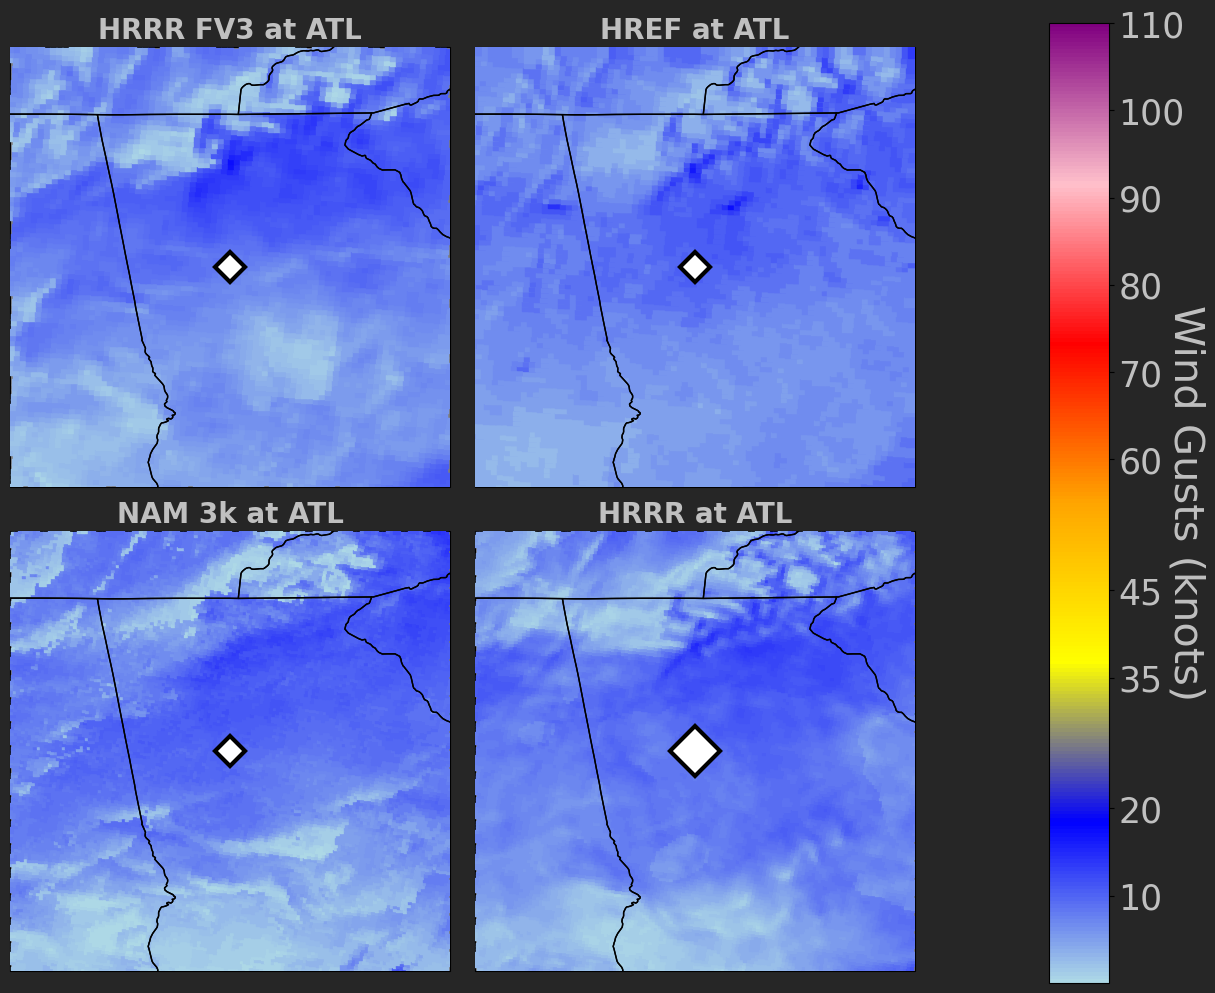 HRRR FV3 at ATL
HREF at ATL
NAM 3k at ATL
HRRR at ATL
110
100
90
80
70
60
45
35
20
10
Wind Gusts (knots)